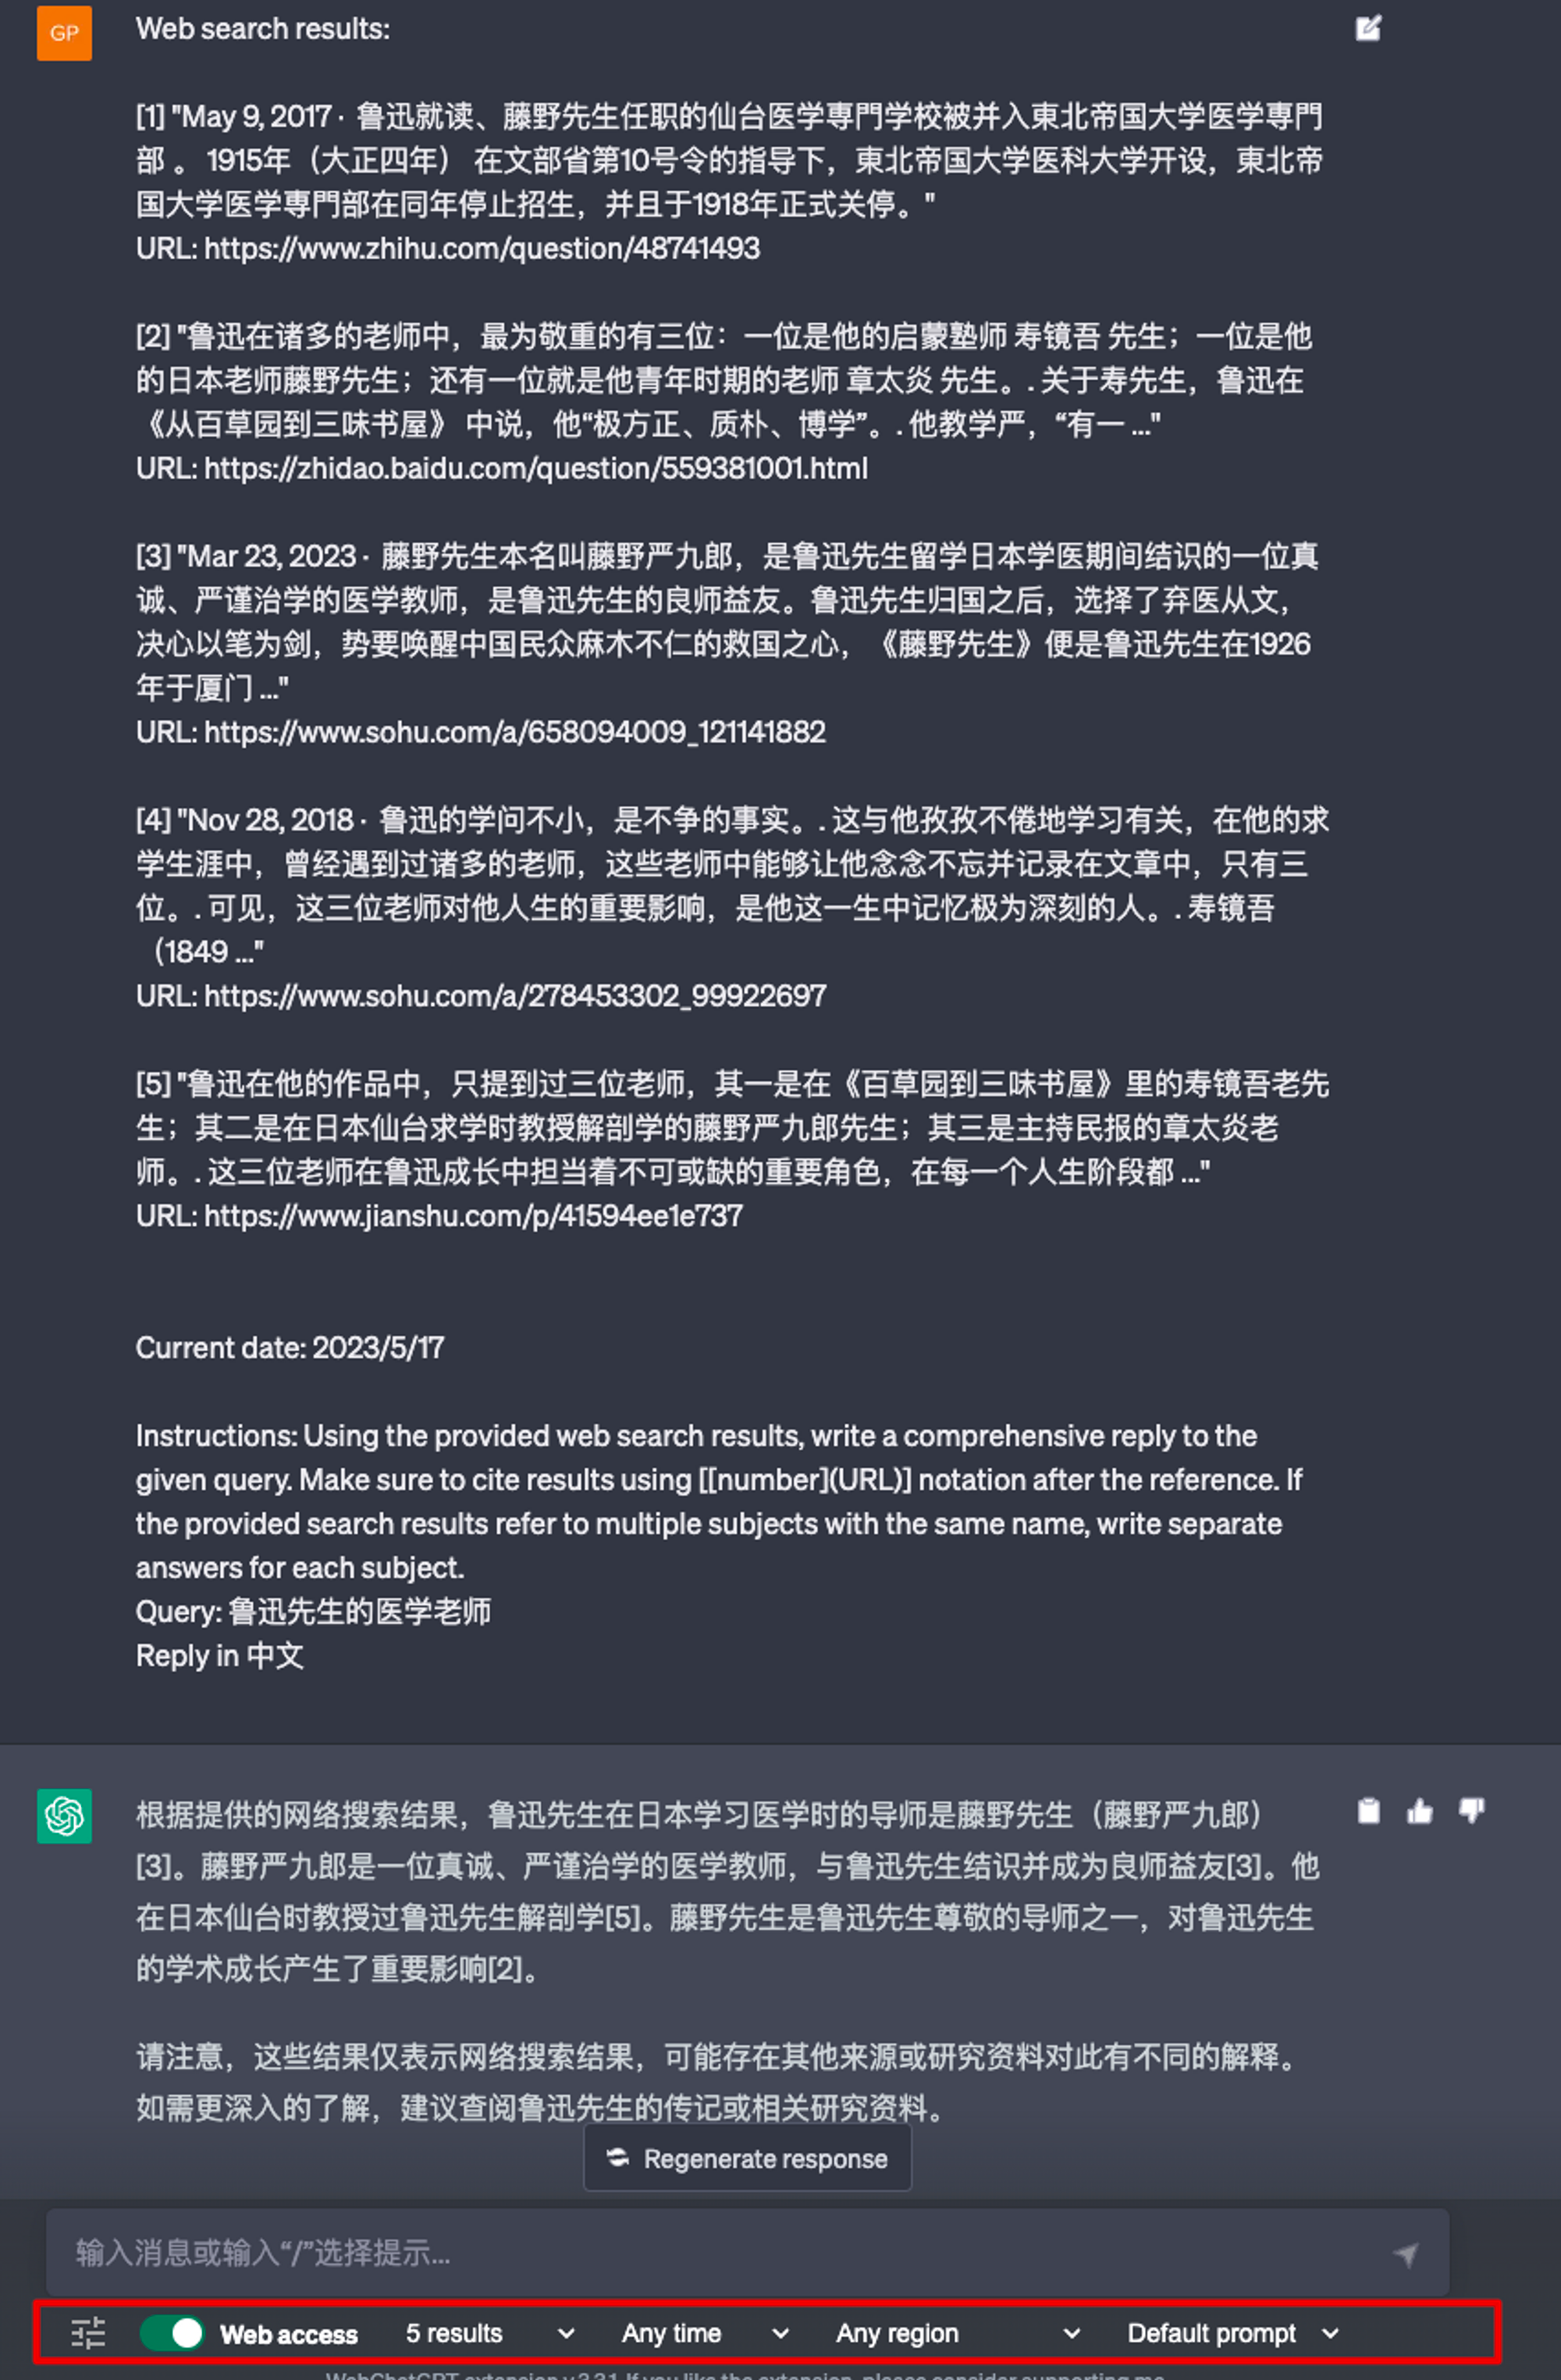 GP
Web search results:
[1] "May 9, 2017 · 鲁迅就读、藤野先生任职的仙台医学専門学校被并入東北帝国大学医学専門
部 。 1915年（大正四年） 在文部省第10号令的指导下，東北帝国大学医科大学开设，東北帝
国大学医学専門部在同年停止招生，并且于1918年正式关停。"
URL: https://www.zhihu.com/question/48741493
[2] "鲁迅在诸多的老师中，最为敬重的有三位：一位是他的启蒙塾师 寿镜吾 先生；一位是他
的日本老师藤野先生；还有一位就是他青年时期的老师 章太炎 先生。. 关于寿先生，鲁迅在
《从百草园到三味书屋》 中说，他“极方正、质朴、博学”。. 他教学严，“有一 ..."
URL: https://zhidao.baidu.com/question/559381001.html
[3] "Mar 23, 2023 · 藤野先生本名叫藤野严九郎，是鲁迅先生留学日本学医期间结识的一位真
诚、严谨治学的医学教师，是鲁迅先生的良师益友。鲁迅先生归国之后，选择了弃医从文，
决心以笔为剑，势要唤醒中国民众麻木不仁的救国之心，《藤野先生》便是鲁迅先生在1926
年于厦门 ..."
URL: https://www.sohu.com/a/658094009_121141882
[4] "Nov 28, 2018 · 鲁迅的学问不小，是不争的事实。. 这与他孜孜不倦地学习有关，在他的求
学生涯中，曾经遇到过诸多的老师，这些老师中能够让他念念不忘并记录在文章中，只有三
位。. 可见，这三位老师对他人生的重要影响，是他这一生中记忆极为深刻的人。. 寿镜吾
（1849 ..."
URL: https://www.sohu.com/a/278453302_99922697
[5] "鲁迅在他的作品中，只提到过三位老师，其一是在《百草园到三味书屋》里的寿镜吾老先
生；其二是在日本仙台求学时教授解剖学的藤野严九郎先生；其三是主持民报的章太炎老
师。. 这三位老师在鲁迅成长中担当着不可或缺的重要角色，在每一个人生阶段都 ..."
URL: https://www.jianshu.com/p/41594ee1e737
Current date: 2023/5/17
Instructions: Using the provided web search results, write a comprehensive reply to the
given query. Make sure to cite results using [[number](URL)] notation after the reference. If
the provided search results refer to multiple subjects with the same name, write separate
answers for each subject.
Query: 鲁迅先生的医学老师
Reply in 中文
根据提供的网络搜索结果，鲁迅先生在日本学习医学时的导师是藤野先生（藤野严九郎）
[3]。藤野严九郎是一位真诚、严谨治学的医学教师，与鲁迅先生结识并成为良师益友[3]。他
在日本仙台时教授过鲁迅先生解剖学[5]。藤野先生是鲁迅先生尊敬的导师之一，对鲁迅先生
的学术成长产生了重要影响[2]。
请注意，这些结果仅表示网络搜索结果，可能存在其他来源或研究资料对此有不同的解释。
如需更深入的了解，建议查阅鲁迅先生的传记或相关研究资料。
Regenerate response
输入消息或输入“/”选择提示...
Web access 5 results Any time Any region Default prompt
WebChatGPT extension v.3.3.1. If you like the extension, please consider supporting me.